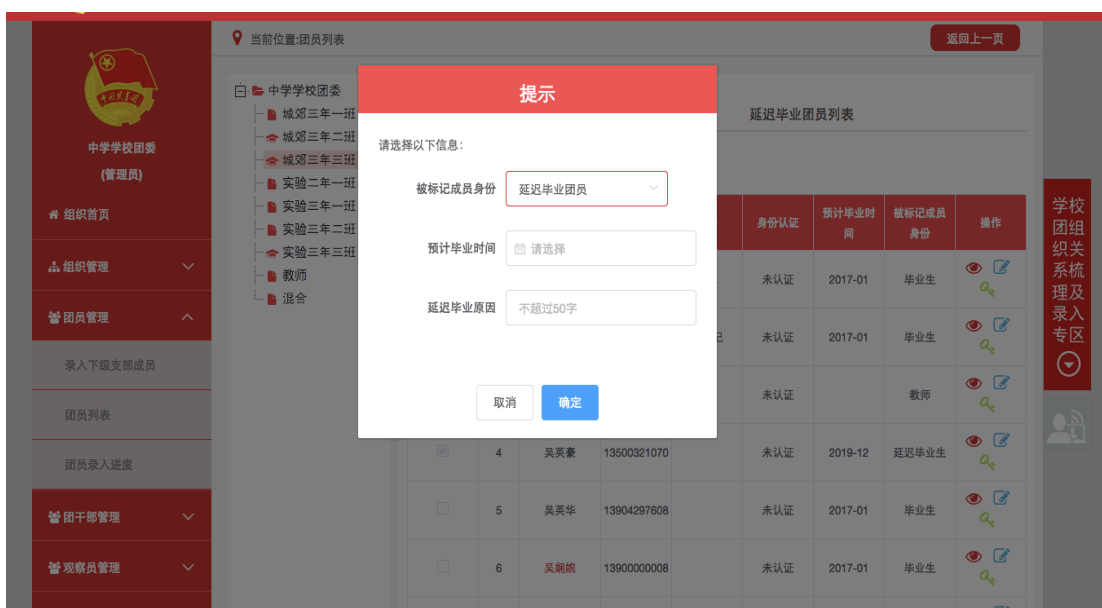 当前位置:团员列表
返回上一页
中学学校团委
(管理员)
组织首页
组织管理
团员管理
录入下级支部成员
团员列表
团员录入进度
团干部管理
观察员管理
中学学校团委
城郊三年一班
城郊三年二班
城郊三年三班
实验二年一班
实验三年一班
实验三年二班
实验三年三班
教师
混合
提示
请选择以下信息:
被标记成员身份 延迟毕业团员
预计毕业时间 请选择
延迟毕业原因 不超过50字
取消 确定
延迟毕业团员列表
身份认证 预计毕业时间 被标记成员身份 操作
未认证 2017-01 毕业生
未认证 2017-01 毕业生
未认证 教师
4 吴英豪 13500321070 未认证 2019-12 延迟毕业生
5 吴英华 13904297608 未认证 2017-01 毕业生
6 吴娴婉 13900000008 未认证 2017-01 毕业生
学校
团组
织关
系梳
理及
录入
专区